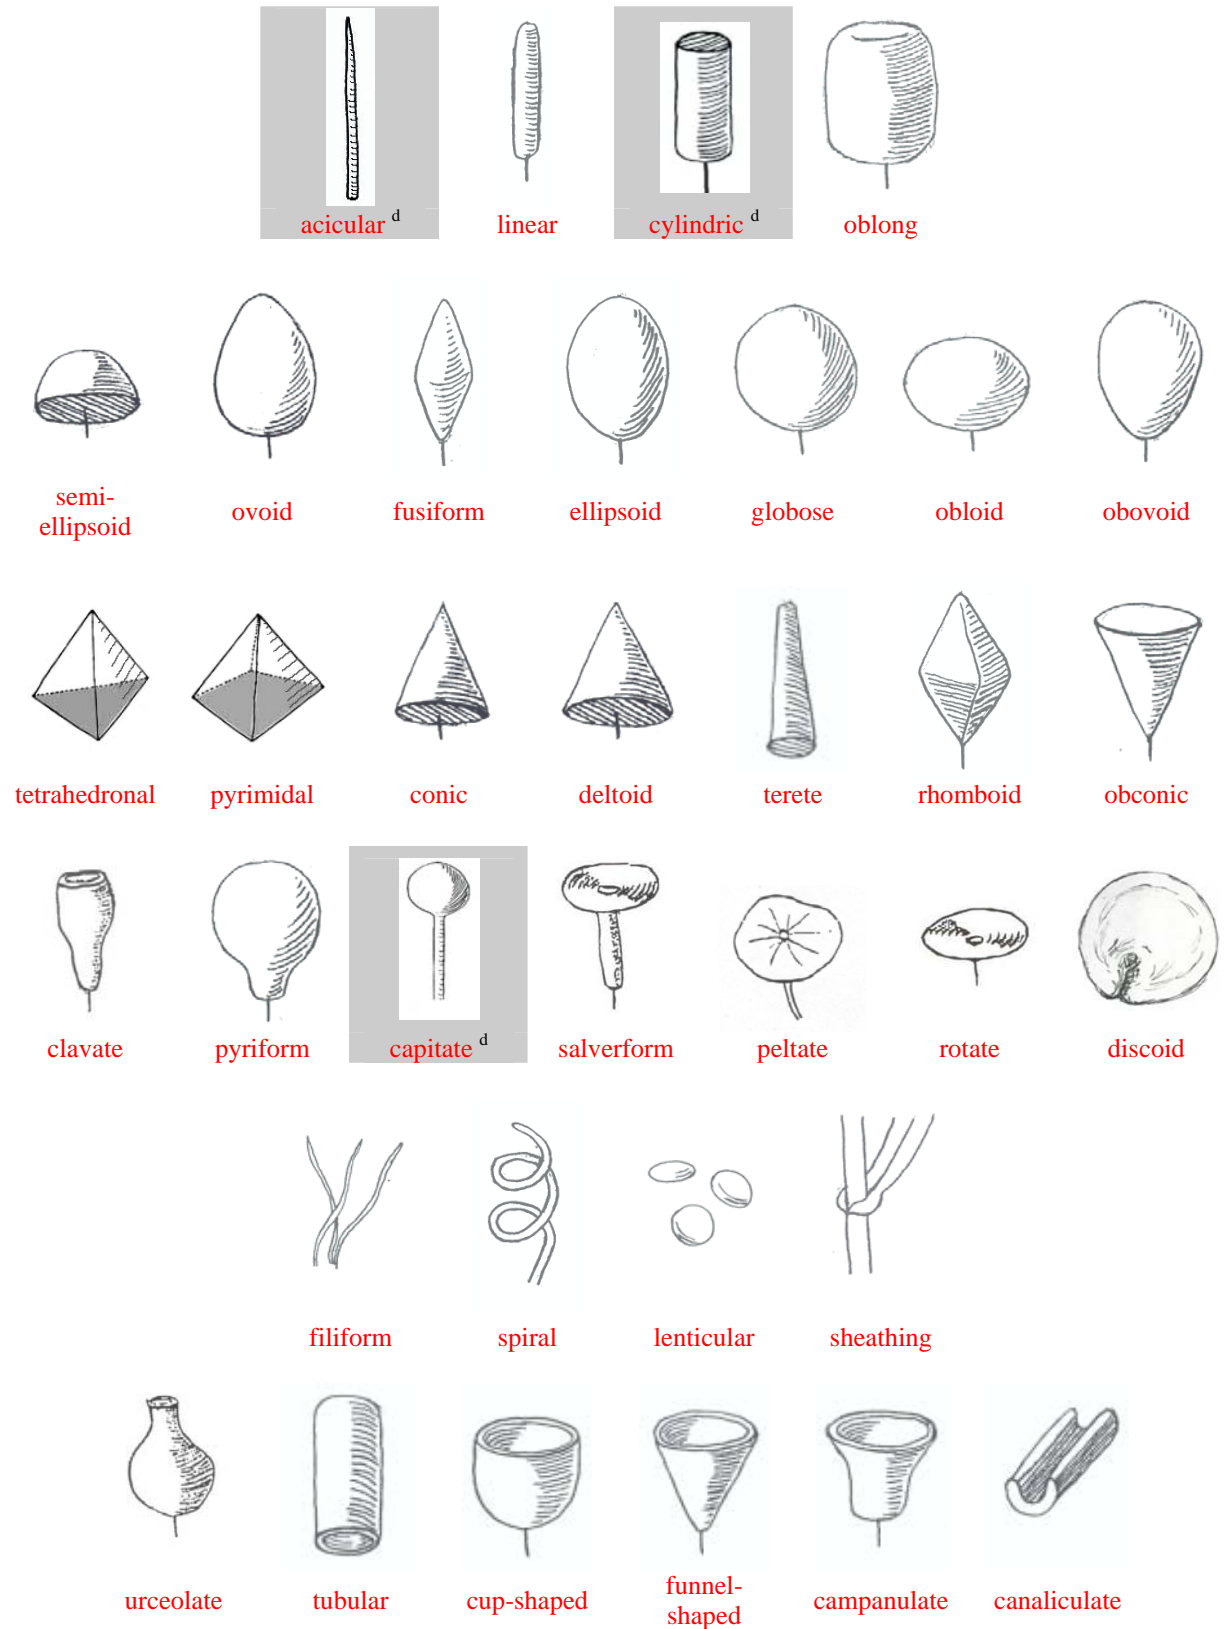 acicular d linear cylindric d oblong
semi-
ellipsoid ovoid fusiform ellipsoid globose obloid obovoid
tetrahedronal pyrimidal conic deltoid terete rhomboid obconic
clavate pyriform capitate d salverform peltate rotate discoid
filiform spiral lenticular sheathing
urceolate tubular cup-shaped funnel-
shaped campanulate canaliculate